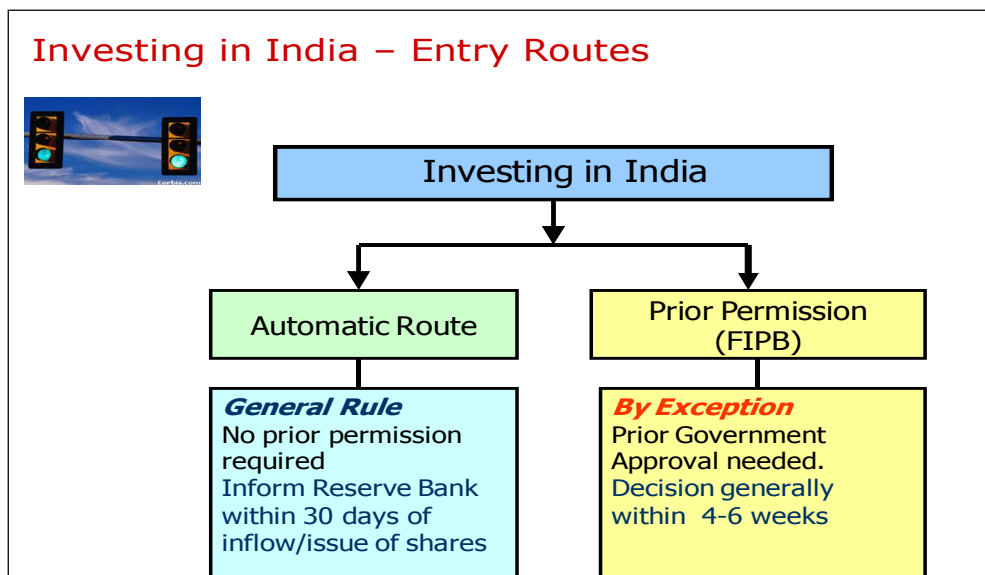 Investing in India – Entry Routes
Corbis.com
Investing in India
Automatic Route
Prior Permission
(FIPB)
General Rule
No prior permission
required
Inform Reserve Bank
within 30 days of
inflow/issue of shares
By Exception
Prior Government
Approval needed.
Decision generally
within 4-6 weeks